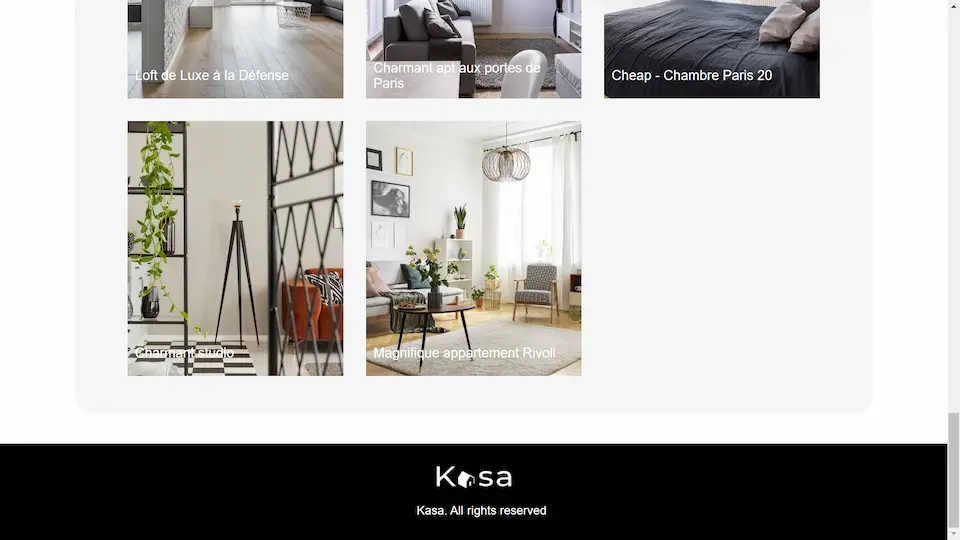 Loft de Luxe à la Défense
Charmant apt aux portes de
Paris
Cheap - Chambre Paris 20
Charmant studio
Magnifique appartement Rivoli
Kasa
Kasa. All rights reserved